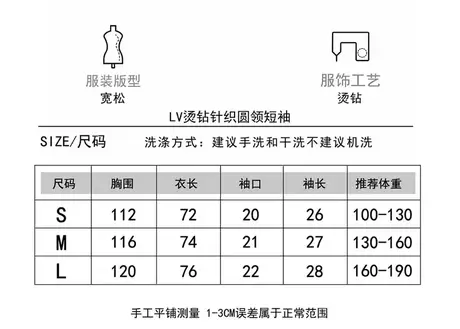 服装版型 服饰工艺
宽松 烫钻
LV烫钻针织圆领短袖
SIZE/尺码 洗涤方式：建议手洗和干洗不建议机洗
尺码 胸围 衣长 袖口 袖长 推荐体重
S 112 72 20 26 100-130
M 116 74 21 27 130-160
L 120 76 22 28 160-190
手工平铺测量 1-3CM误差属于正常范围